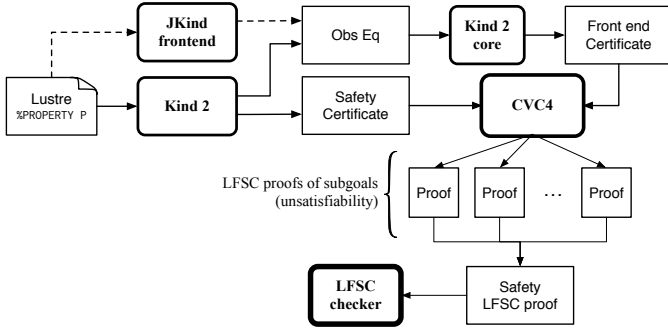 JKind
frontend
Obs Eq
Kind 2
core
Front end
Certificate
Lustre
%PROPERTY P
Kind 2
Safety
Certificate
CVC4
LFSC proofs of subgoals
(unsatisfiability)
Proof
Proof
...
Proof
LFSC
checker
Safety
LFSC proof